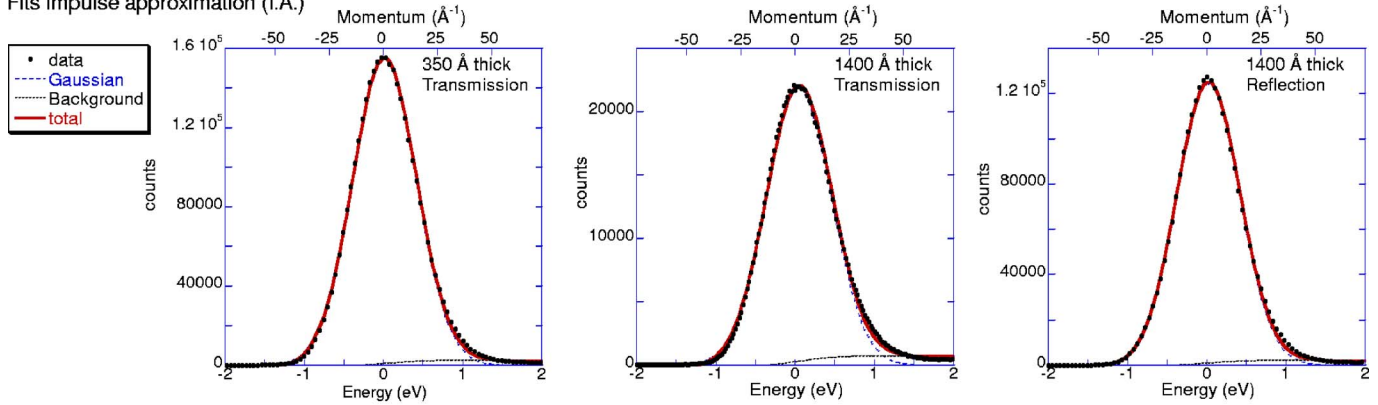 Fits impulse approximation (I.A.)
data
Gaussian
Background
total
Momentum (Å⁻¹)
-50 -25 0 25 50
1.6 10⁵
1.2 10⁵
80000
40000
0
counts
350 Å thick
Transmission
-2 -1 0 1 2
Energy (eV)
Momentum (Å⁻¹)
-50 -25 0 25 50
20000
10000
0
counts
1400 Å thick
Transmission
-2 -1 0 1 2
Energy (eV)
Momentum (Å⁻¹)
-50 -25 0 25 50
1.2 10⁵
80000
40000
0
counts
1400 Å thick
Reflection
-2 -1 0 1 2
Energy (eV)